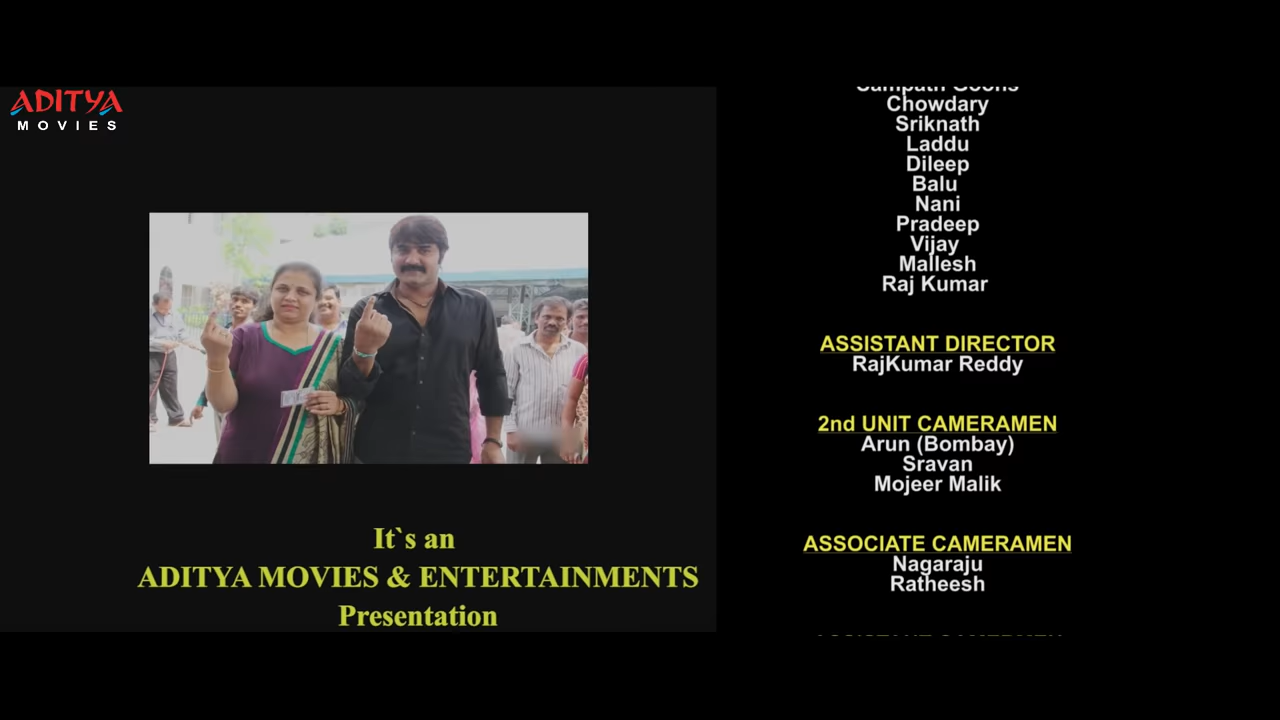 ADITYA
MOVIES
It`s an
ADITYA MOVIES & ENTERTAINMENTS
Presentation
Chowdary
Sriknath
Laddu
Dileep
Balu
Nani
Pradeep
Vijay
Mallesh
Raj Kumar
ASSISTANT DIRECTOR
RajKumar Reddy
2nd UNIT CAMERAMEN
Arun (Bombay)
Sravan
Mojeer Malik
ASSOCIATE CAMERAMEN
Nagaraju
Ratheesh